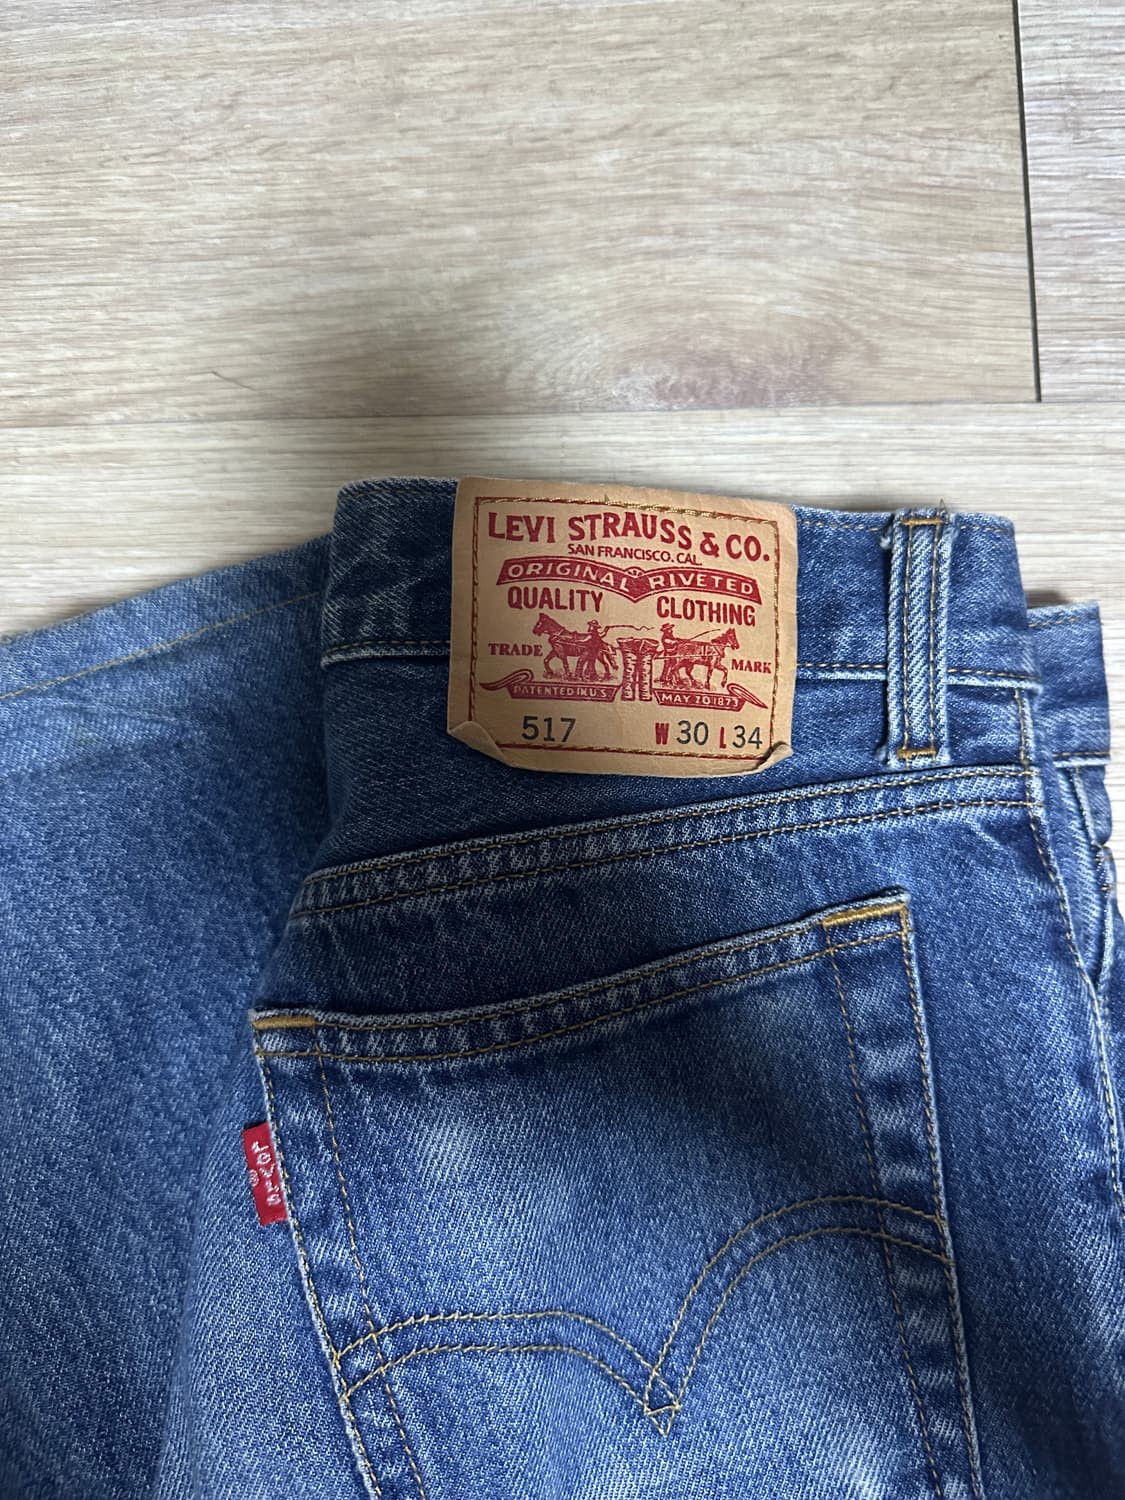 LEVI STRAUSS & CO.
SAN FRANCISCO. CAL.
ORIGINAL RIVETED
QUALITY CLOTHING
TRADE MARK
PATENTED IN U.S. MAY 20 1873
517 W 30 L 34
LEVI'S ®